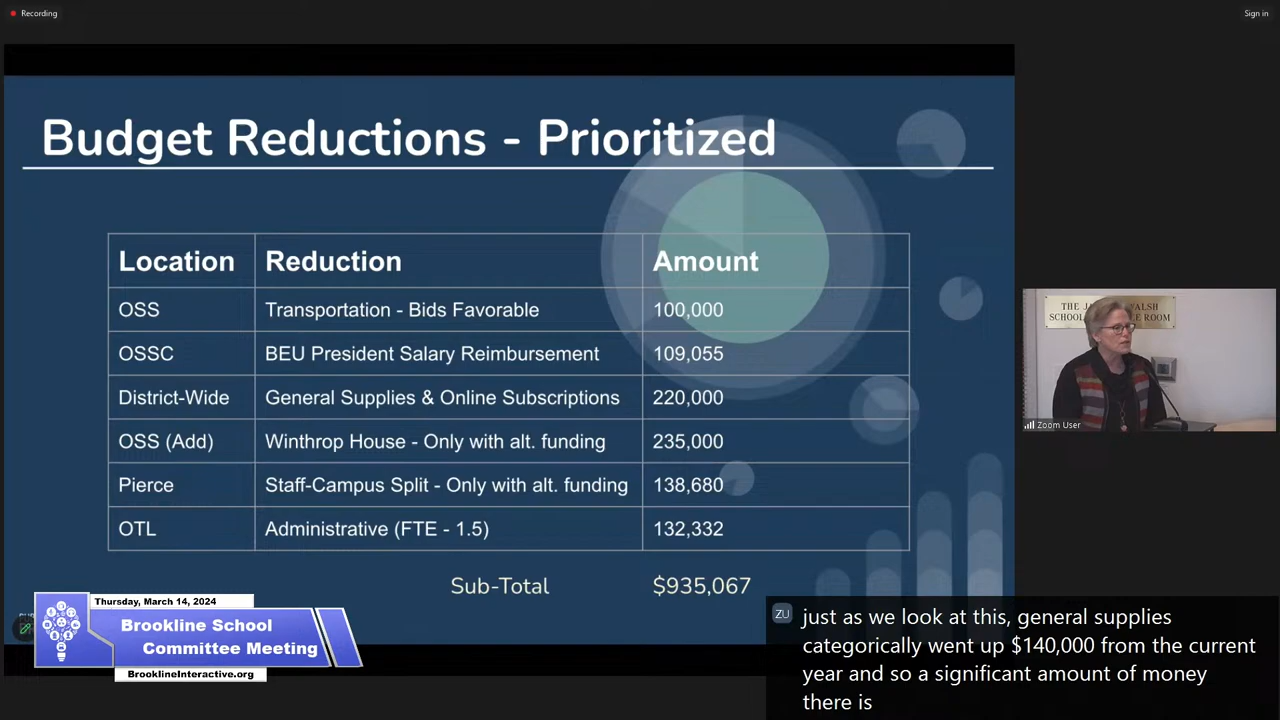 Recording
Sign in
Budget Reductions - Prioritized
Location Reduction Amount
OSS Transportation - Bids Favorable 100,000
OSSC BEU President Salary Reimbursement 109,055
District-Wide General Supplies & Online Subscriptions 220,000
OSS (Add) Winthrop House - Only with alt. funding 235,000
Pierce Staff-Campus Split - Only with alt. funding 138,680
OTL Administrative (FTE - 1.5) 132,332
Sub-Total $935,067
Zoom User
Thursday, March 14, 2024
Brookline School
Committee Meeting
BrooklineInteractive.org
ZU
just as we look at this, general supplies
categorically went up $140,000 from the current
year and so a significant amount of money
there is